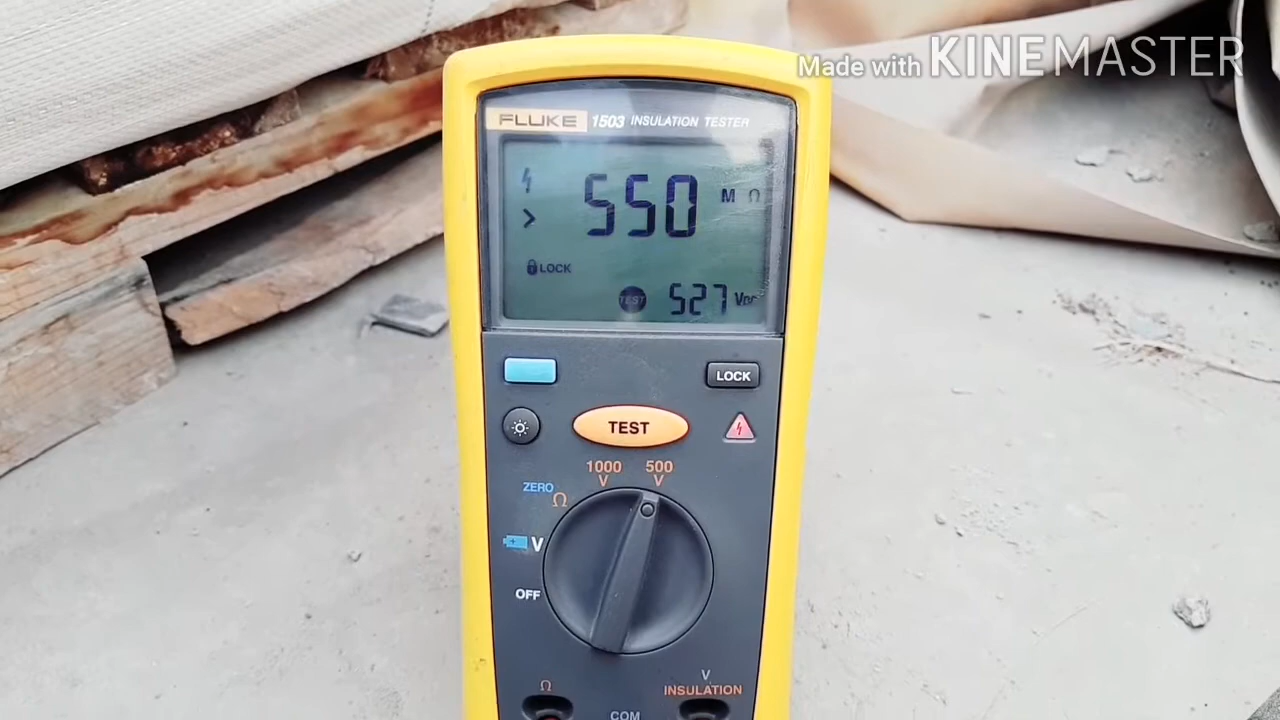 Made with KINEMASTER
FLUKE 1503 INSULATION TESTER
> 550 M Ω
LOCK
TEST 527 VDC
LOCK
TEST
1000 V 500 V
ZERO Ω
V
OFF
Ω
V
INSULATION
COM